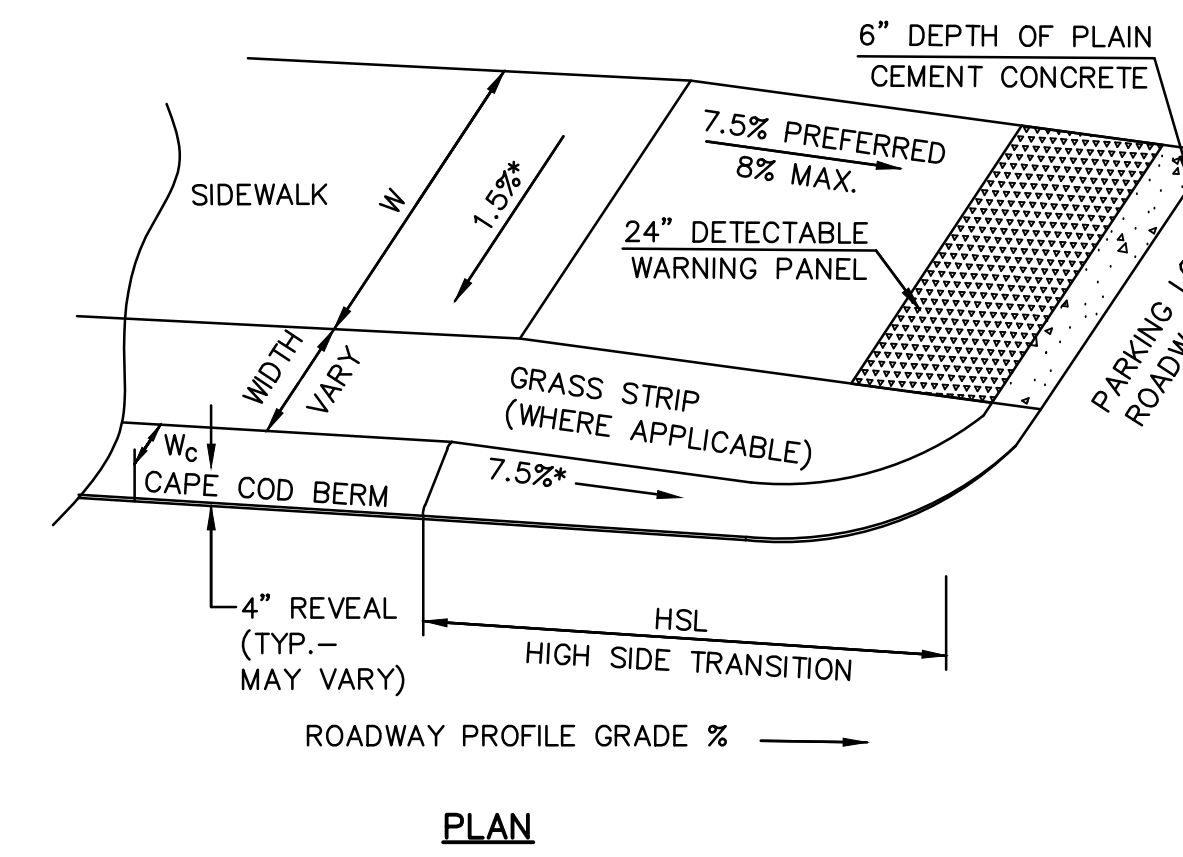 6” DEPTH OF PLAIN
CEMENT CONCRETE
7.5% PREFERRED
8% MAX.
1.5%*
W
SIDEWALK
24” DETECTABLE
WARNING PANEL
PARKING
WIDTH
VARY
GRASS STRIP
(WHERE APPLICABLE)
WC
CAPE COD BERM
7.5%*
4” REVEAL
(TYP.–
MAY VARY)
HSL
HIGH SIDE TRANSITION
ROADWAY PROFILE GRADE %
PLAN